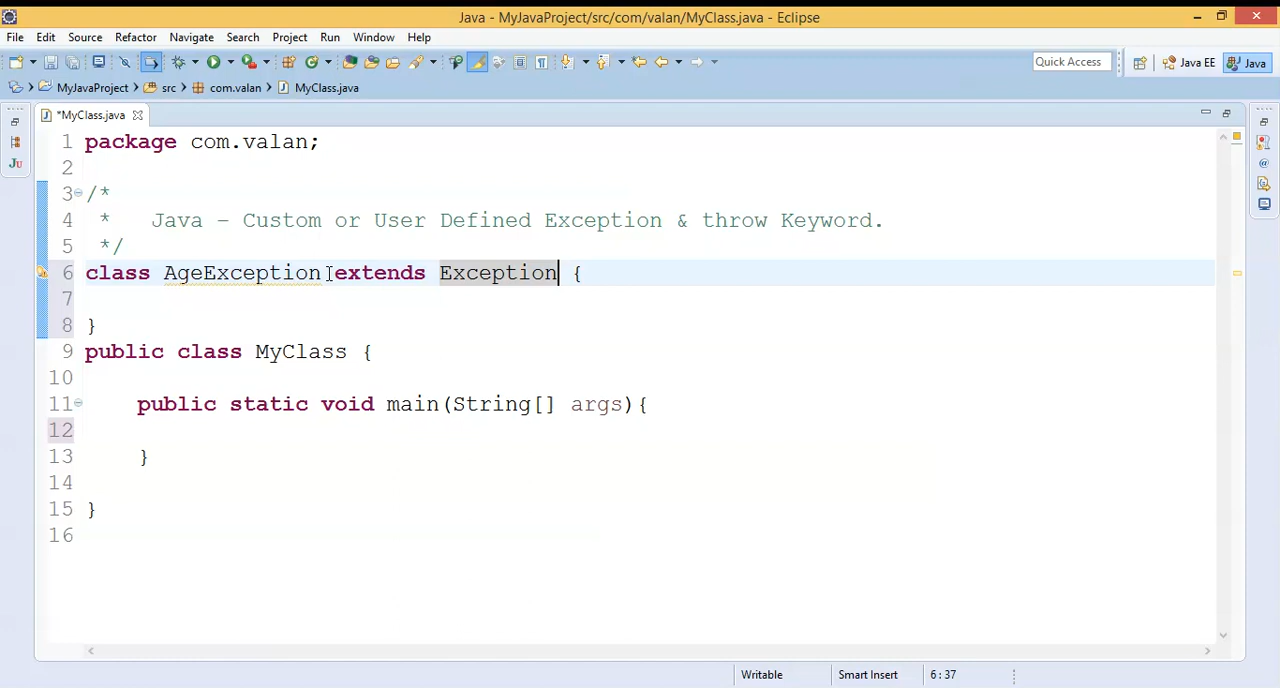 Java - MyJavaProject/src/com/valan/MyClass.java - Eclipse
File Edit Source Refactor Navigate Search Project Run Window Help
Quick Access Java EE Java
MyJavaProject src com.valan MyClass.java
*MyClass.java
1 package com.valan;
2
3 /*
4 * Java - Custom or User Defined Exception & throw Keyword.
5 */
6 class AgeException extends Exception {
7
8 }
9 public class MyClass {
10
11 public static void main(String[] args){
12
13 }
14
15 }
16
Writable Smart Insert 6 : 37